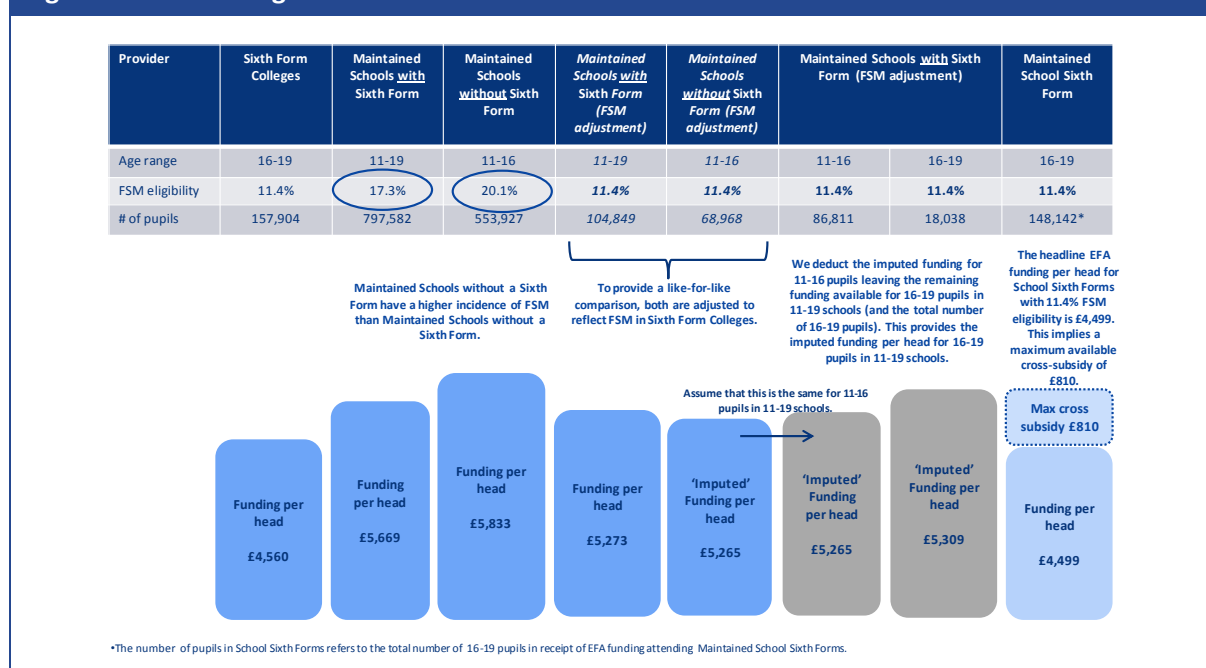 Provider
Sixth Form
Colleges
Maintained
Schools with
Sixth Form
Maintained
Schools
without Sixth
Form
Maintained
Schools with
Sixth Form
(FSM
adjustment)
Maintained
Schools
without Sixth
Form (FSM
adjustment)
Maintained Schools with Sixth
Form (FSM adjustment)
Maintained
School Sixth
Form
Age range 16-19 11-19 11-16 11-19 11-16 11-16 16-19 16-19
FSM eligibility 11.4% 17.3% 20.1% 11.4% 11.4% 11.4% 11.4% 11.4%
# of pupils 157,904 797,582 553,927 104,849 68,968 86,811 18,038 148,142*
Maintained Schools without a Sixth
Form have a higher incidence of FSM
than Maintained Schools without a
Sixth Form.
To provide a like-for-like
comparison, both are adjusted to
reflect FSM in Sixth Form Colleges.
We deduct the imputed funding for
11-16 pupils leaving the remaining
funding available for 16-19 pupils in
11-19 schools (and the total number
of 16-19 pupils). This provides the
imputed funding per head for 16-19
pupils in 11-19 schools.
The headline EFA
funding per head for
School Sixth Forms
with 11.4% FSM
eligibility is £4,499.
This implies a
maximum available
cross-subsidy of
£810.
Assume that this is the same for 11-16
pupils in 11-19 schools.
Funding per
head
£4,560
Funding
per head
£5,669
Funding per
head
£5,833
Funding per
head
£5,273
‘Imputed’
Funding per
head
£5,265
‘Imputed’
Funding
per head
£5,265
‘Imputed’
Funding per
head
£5,309
Max cross
subsidy £810
Funding per
head
£4,499
•The number of pupils in School Sixth Forms refers to the total number of 16-19 pupils in receipt of EFA funding attending Maintained School Sixth Forms.